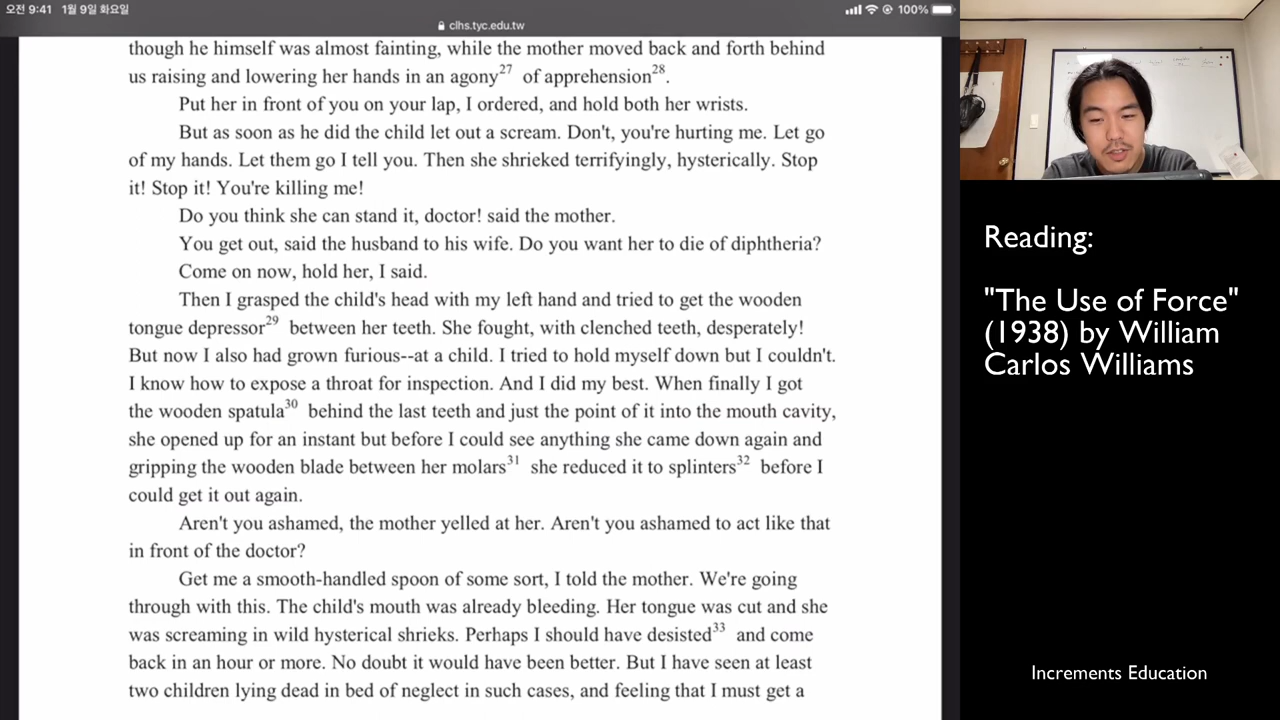 오전 9:41 1월 9일 화요일
100%
clhs.tyc.edu.tw
though he himself was almost fainting, while the mother moved back and forth behind
us raising and lowering her hands in an agony27 of apprehension28.
Put her in front of you on your lap, I ordered, and hold both her wrists.
But as soon as he did the child let out a scream. Don't, you're hurting me. Let go
of my hands. Let them go I tell you. Then she shrieked terrifyingly, hysterically. Stop
it! Stop it! You're killing me!
Do you think she can stand it, doctor! said the mother.
You get out, said the husband to his wife. Do you want her to die of diphtheria?
Come on now, hold her, I said.
Then I grasped the child's head with my left hand and tried to get the wooden
tongue depressor29 between her teeth. She fought, with clenched teeth, desperately!
But now I also had grown furious--at a child. I tried to hold myself down but I couldn't.
I know how to expose a throat for inspection. And I did my best. When finally I got
the wooden spatula30 behind the last teeth and just the point of it into the mouth cavity,
she opened up for an instant but before I could see anything she came down again and
gripping the wooden blade between her molars31 she reduced it to splinters32 before I
could get it out again.
Aren't you ashamed, the mother yelled at her. Aren't you ashamed to act like that
in front of the doctor?
Get me a smooth-handled spoon of some sort, I told the mother. We're going
through with this. The child's mouth was already bleeding. Her tongue was cut and she
was screaming in wild hysterical shrieks. Perhaps I should have desisted33 and come
back in an hour or more. No doubt it would have been better. But I have seen at least
two children lying dead in bed of neglect in such cases, and feeling that I must get a
Reading:
"The Use of Force"
(1938) by William
Carlos Williams
Increments Education